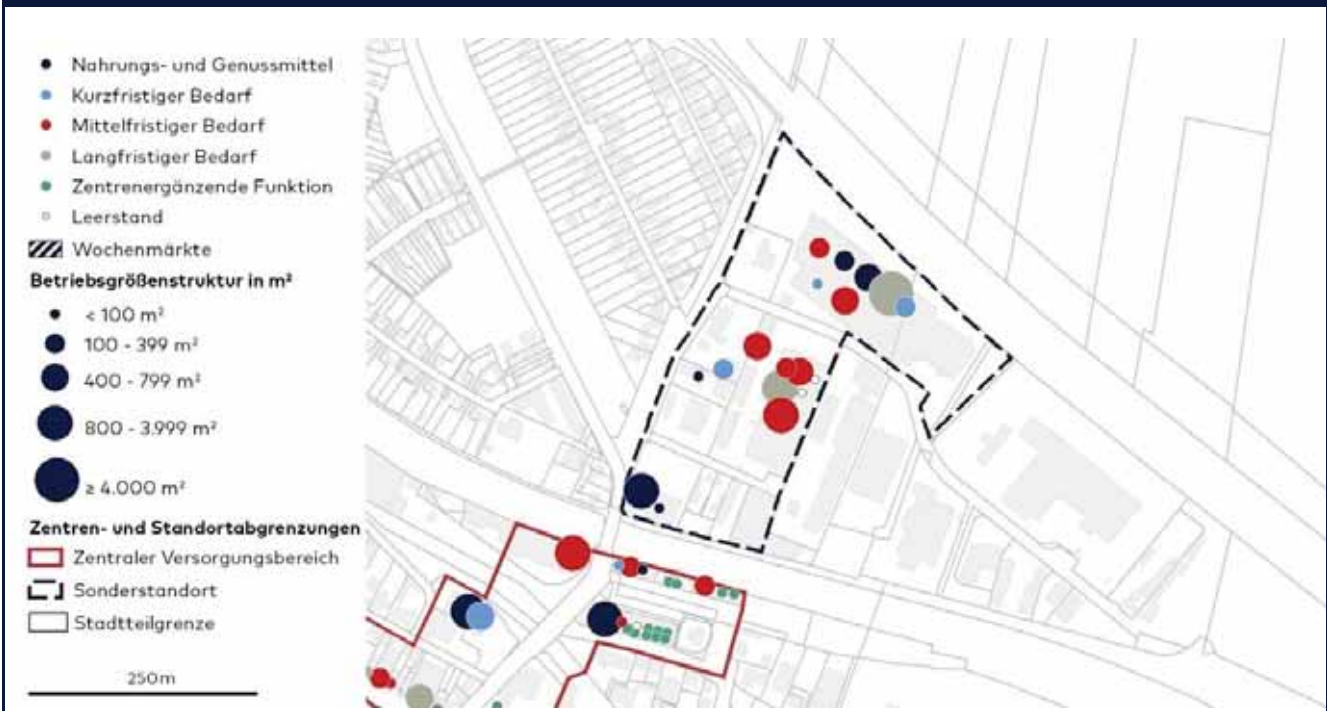 Nahrungs- und Genussmittel
Kurzfristiger Bedarf
Mittelfristiger Bedarf
Langfristiger Bedarf
Zentrenergänzende Funktion
Leerstand
Wochenmärkte
Betriebsgrößenstruktur in m²
< 100 m²
100 - 399 m²
400 - 799 m²
800 - 3.999 m²
≥ 4.000 m²
Zentren- und Standortabgrenzungen
Zentraler Versorgungsbereich
Sonderstandort
Stadtteilgrenze
250m